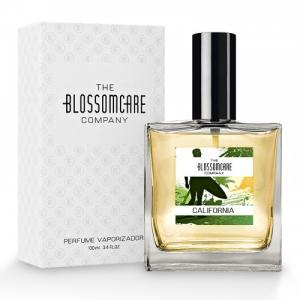 THE
BLOSSOMCARE
COMPANY
PERFUME VAPORIZADOR
100ml 3.4 FL.OZ
THE
BLOSSOMCARE
COMPANY
CALIFORNIA